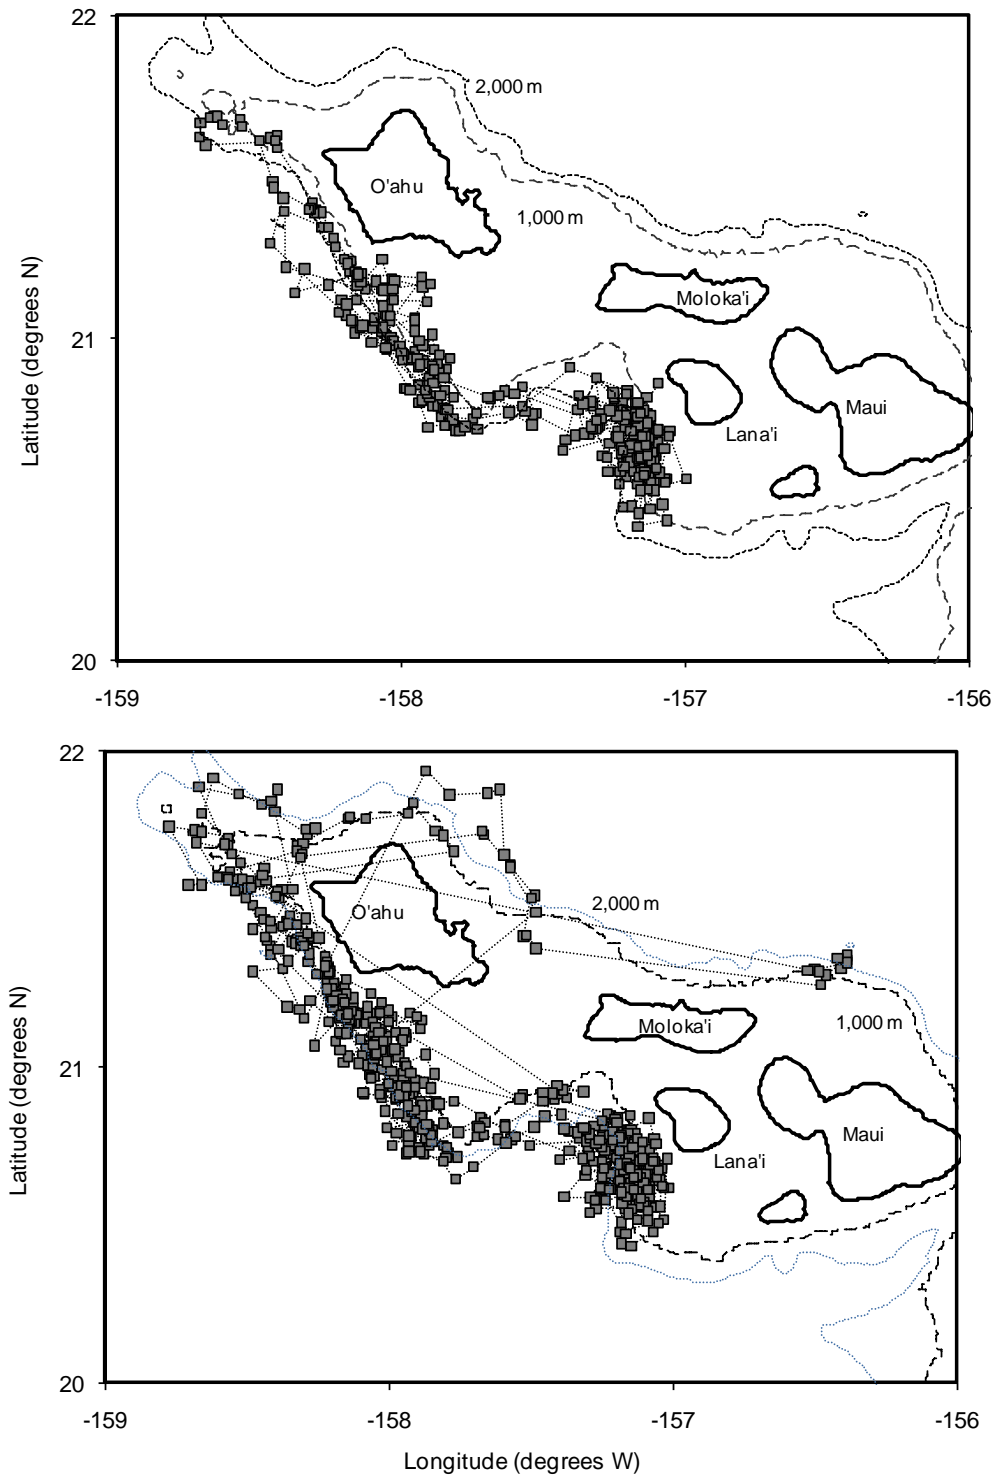 22
2,000 m
O'ahu
1,000 m
Moloka'i
21
Maui
Lana'i
Latitude (degrees N)
20
-159 -158 -157 -156
22
2,000 m
O'ahu
1,000 m
Moloka'i
21
Maui
Lana'i
Latitude (degrees N)
20
-159 -158 -157 -156
Longitude (degrees W)